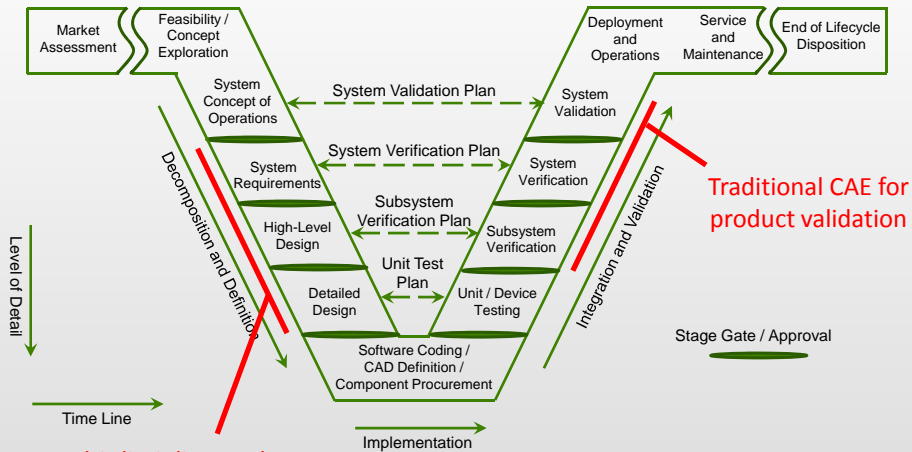 Market
Assessment
Feasibility /
Concept
Exploration
Deployment
and
Operations
Service
and
Maintenance
End of Lifecycle
Disposition
System
Concept of
Operations
System Validation Plan
System
Validation
System
Requirements
System Verification Plan
System
Verification
High-Level
Design
Subsystem
Verification Plan
Subsystem
Verification
Detailed
Design
Unit Test
Plan
Unit / Device
Testing
Software Coding /
CAD Definition /
Component Procurement
Decomposition and Definition
Integration and Validation
Traditional CAE for
product validation
Level of Detail
Stage Gate / Approval
Time Line
Implementation